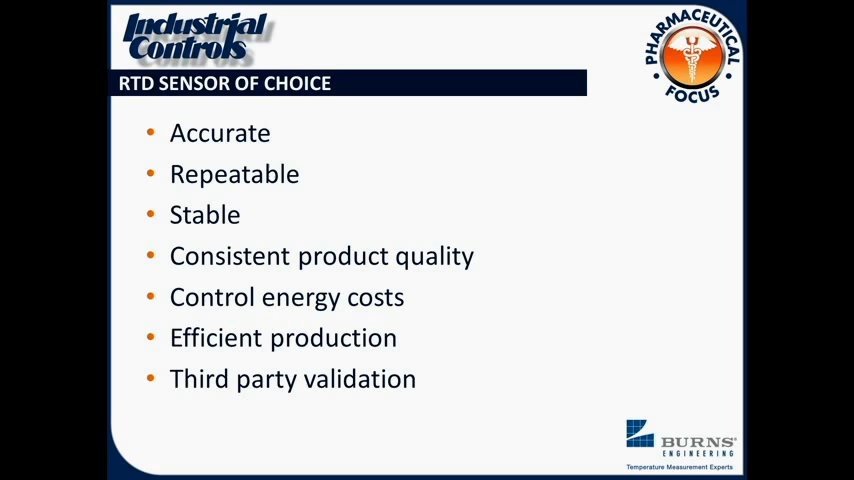 Industrial
Controls
PHARMACEUTICAL
FOCUS
RTD SENSOR OF CHOICE
• Accurate
• Repeatable
• Stable
• Consistent product quality
• Control energy costs
• Efficient production
• Third party validation
BURNS®
ENGINEERING
Temperature Measurement Experts